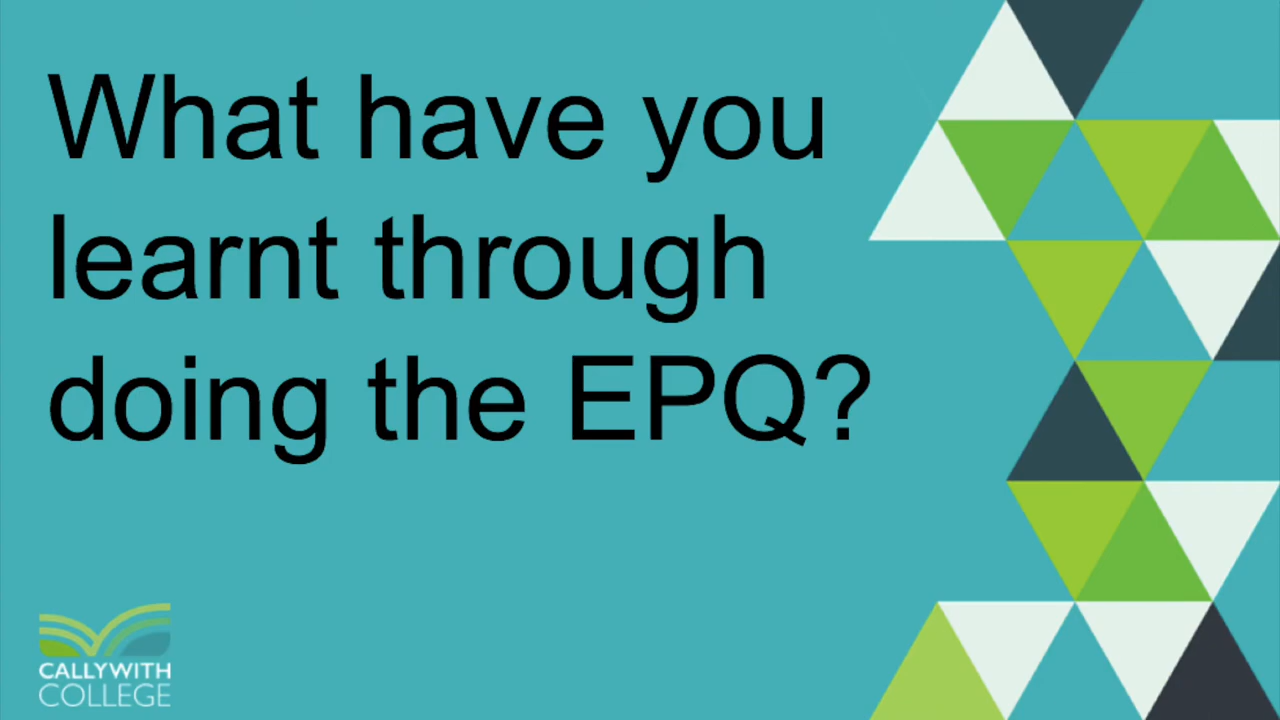 What have you
learnt through
doing the EPQ?
CALLYWITH
COLLEGE